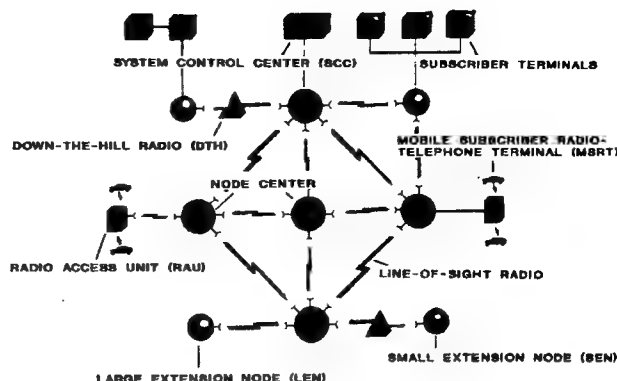 SYSTEM CONTROL CENTER (SCC)
SUBSCRIBER TERMINALS
DOWN-THE-HILL RADIO (DTH)
MOBILE SUBSCRIBER RADIO-
TELEPHONE TERMINAL (MSRT)
NODE CENTER
RADIO ACCESS UNIT (RAU)
LINE-OF-SIGHT RADIO
SMALL EXTENSION NODE (SEN)
LARGE EXTENSION NODE (LEN)